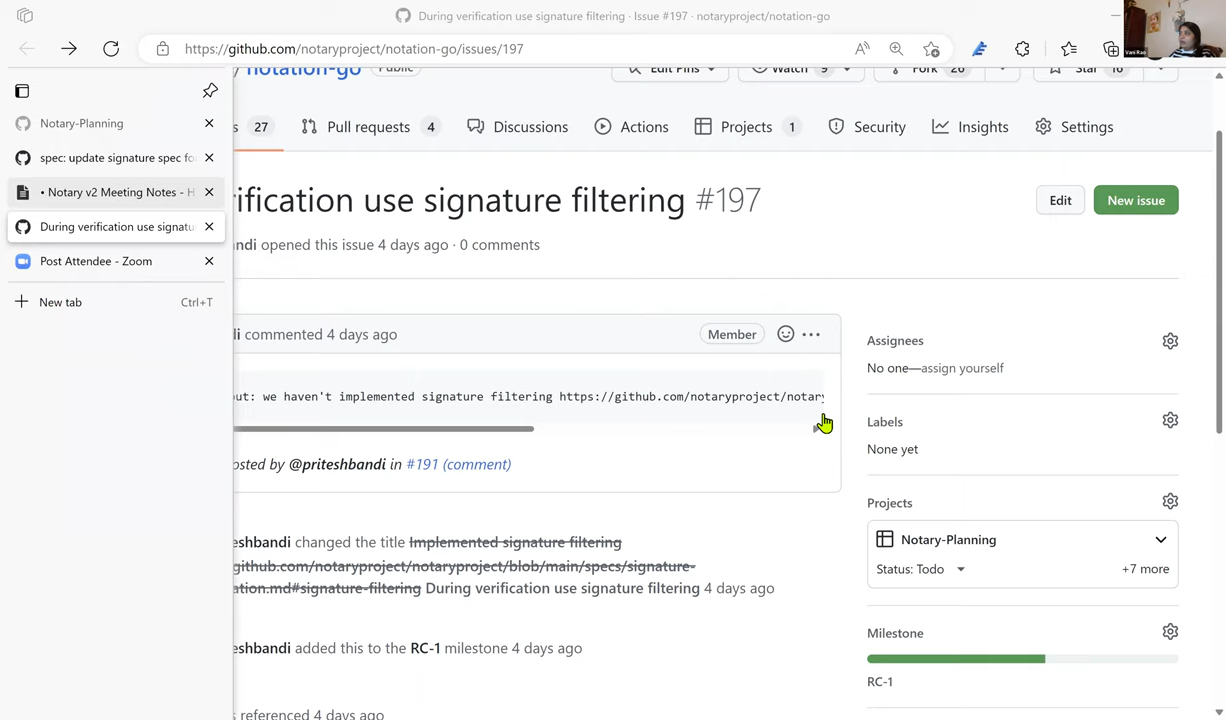 During verification use signature filtering · Issue #197 · notaryproject/notation-go
https://github.com/notaryproject/notation-go/issues/197
Vani Rao
notation-go Public
Edit Pins Watch 9 Fork 26 Star 16
Notary-Planning
spec: update signature spec fo
• Notary v2 Meeting Notes - H
During verification use signatu
Post Attendee - Zoom
New tab Ctrl+T
s 27 Pull requests 4 Discussions Actions Projects 1 Security Insights Settings
rification use signature filtering #197
Edit New issue
ndi opened this issue 4 days ago · 0 comments
di commented 4 days ago
Member
out: we haven't implemented signature filtering https://github.com/notaryproject/notary
osted by @priteshbandi in #191 (comment)
eshbandi changed the title Implemented signature filtering
github.com/notaryproject/notaryproject/blob/main/specs/signature-
ation.md#signature-filtering During verification use signature filtering 4 days ago
eshbandi added this to the RC-1 milestone 4 days ago
s referenced 4 days ago
Assignees
No one—assign yourself
Labels
None yet
Projects
Notary-Planning
Status: Todo +7 more
Milestone
RC-1